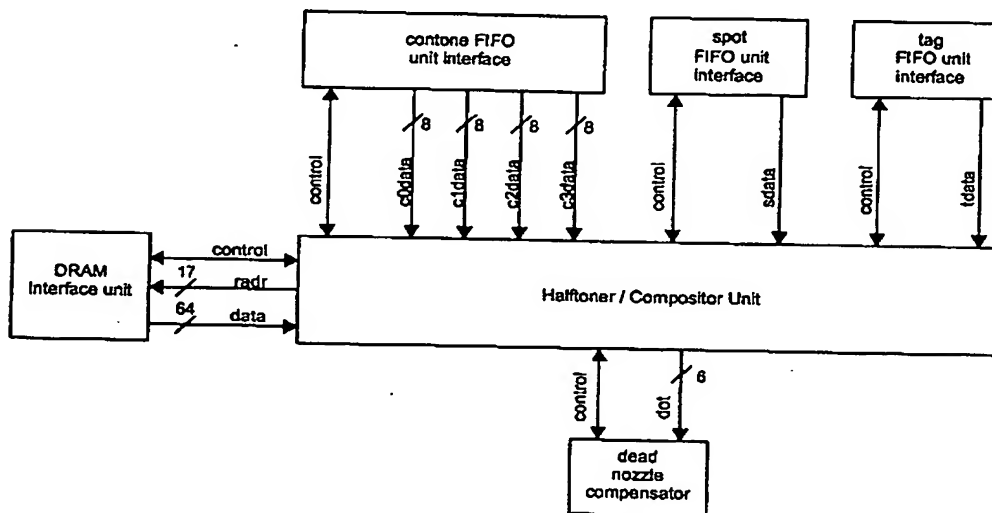 contone FIFO
unit interface
spot
FIFO unit
interface
tag
FIFO unit
interface
8
8
8
8
control
c0data
c1data
c2data
c3data
control
sdata
control
tdata
DRAM
Interface unit
control
17
radr
64
data
Halftoner / Compositor Unit
control
dot
6
dead
nozzle
compensator